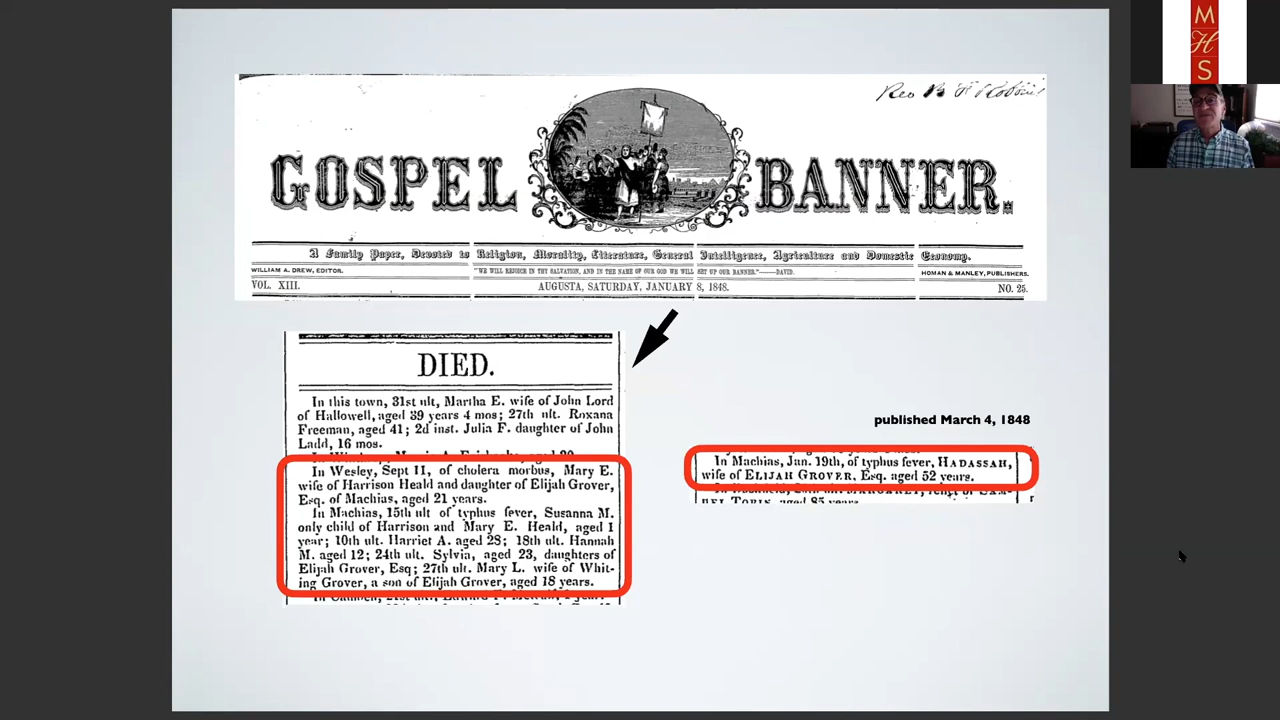 M
H
S
Rev B F Robbins
GOSPEL BANNER.
A Family Paper, Devoted to Religion, Morality, Literature, General Intelligence, Agriculture and Domestic Economy.
WILLIAM A. DREW, EDITOR.
"WE WILL REJOICE IN THY SALVATION, AND IN THE NAME OF OUR GOD WE WILL SET UP OUR BANNER."—DAVID.
HOMAN & MANLEY, PUBLISHERS.
VOL. XIII.
AUGUSTA, SATURDAY, JANUARY 8, 1848.
NO. 25.
DIED.
In this town, 31st ult, Martha E. wife of John Lord
of Hallowell, aged 39 years 4 mos; 27th ult. Roxana
Freeman, aged 41; 2d inst. Julia F. daughter of John
Ladd, 16 mos.
In Wesley, Sept 11, of cholera morbus, Mary E.
wife of Harrison Heald and daughter of Elijah Grover,
Esq. of Machias, aged 21 years.
In Machias, 15th ult of typhus fever, Susanna M.
only child of Harrison and Mary E. Heald, aged 1
year; 10th ult. Harriet A. aged 28; 18th ult. Hannah
M. aged 12; 24th ult. Sylvia, aged 23, daughters of
Elijah Grover, Esq; 27th ult. Mary L. wife of Whit-
ing Grover, a son of Elijah Grover, aged 18 years.
published March 4, 1848
In Machias, Jan. 19th, of typhus fever, HADASSAH,
wife of ELIJAH GROVER, Esq. aged 52 years.
aged 85 years.